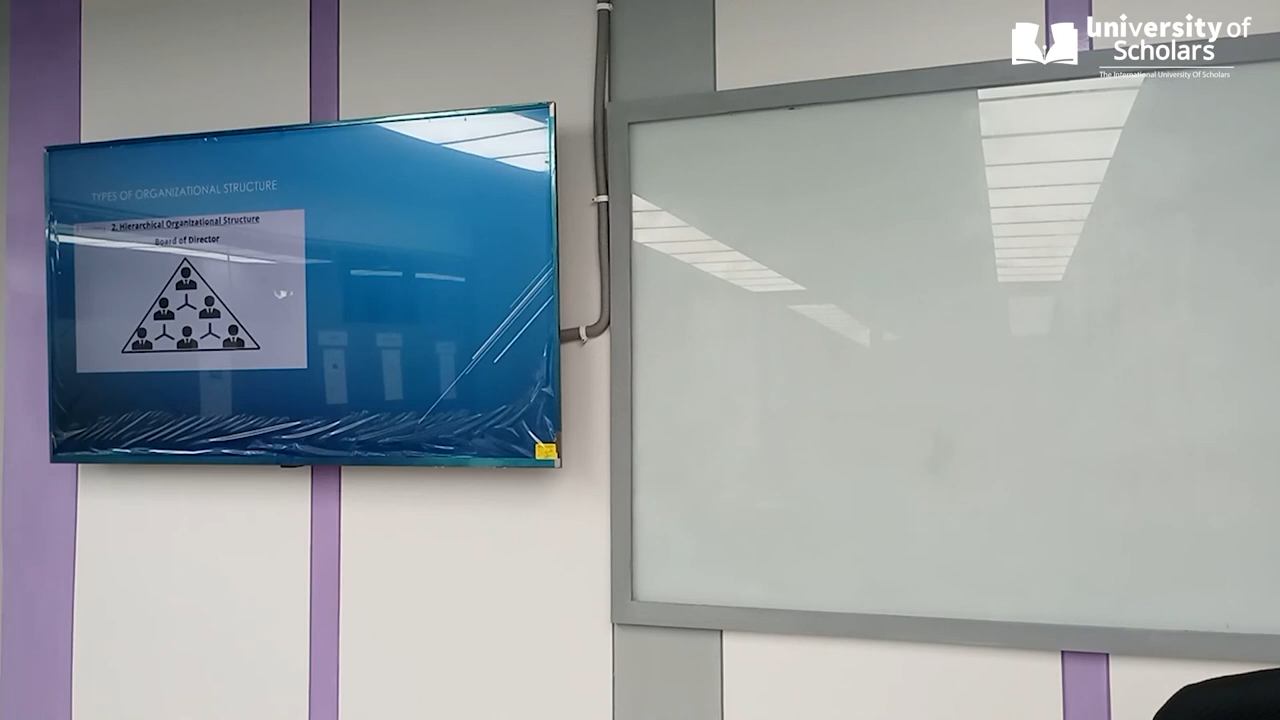 TYPES OF ORGANIZATIONAL STRUCTURE
2. Hierarchical Organizational Structure
Board of Director
University of
Scholars
The International University Of Scholars